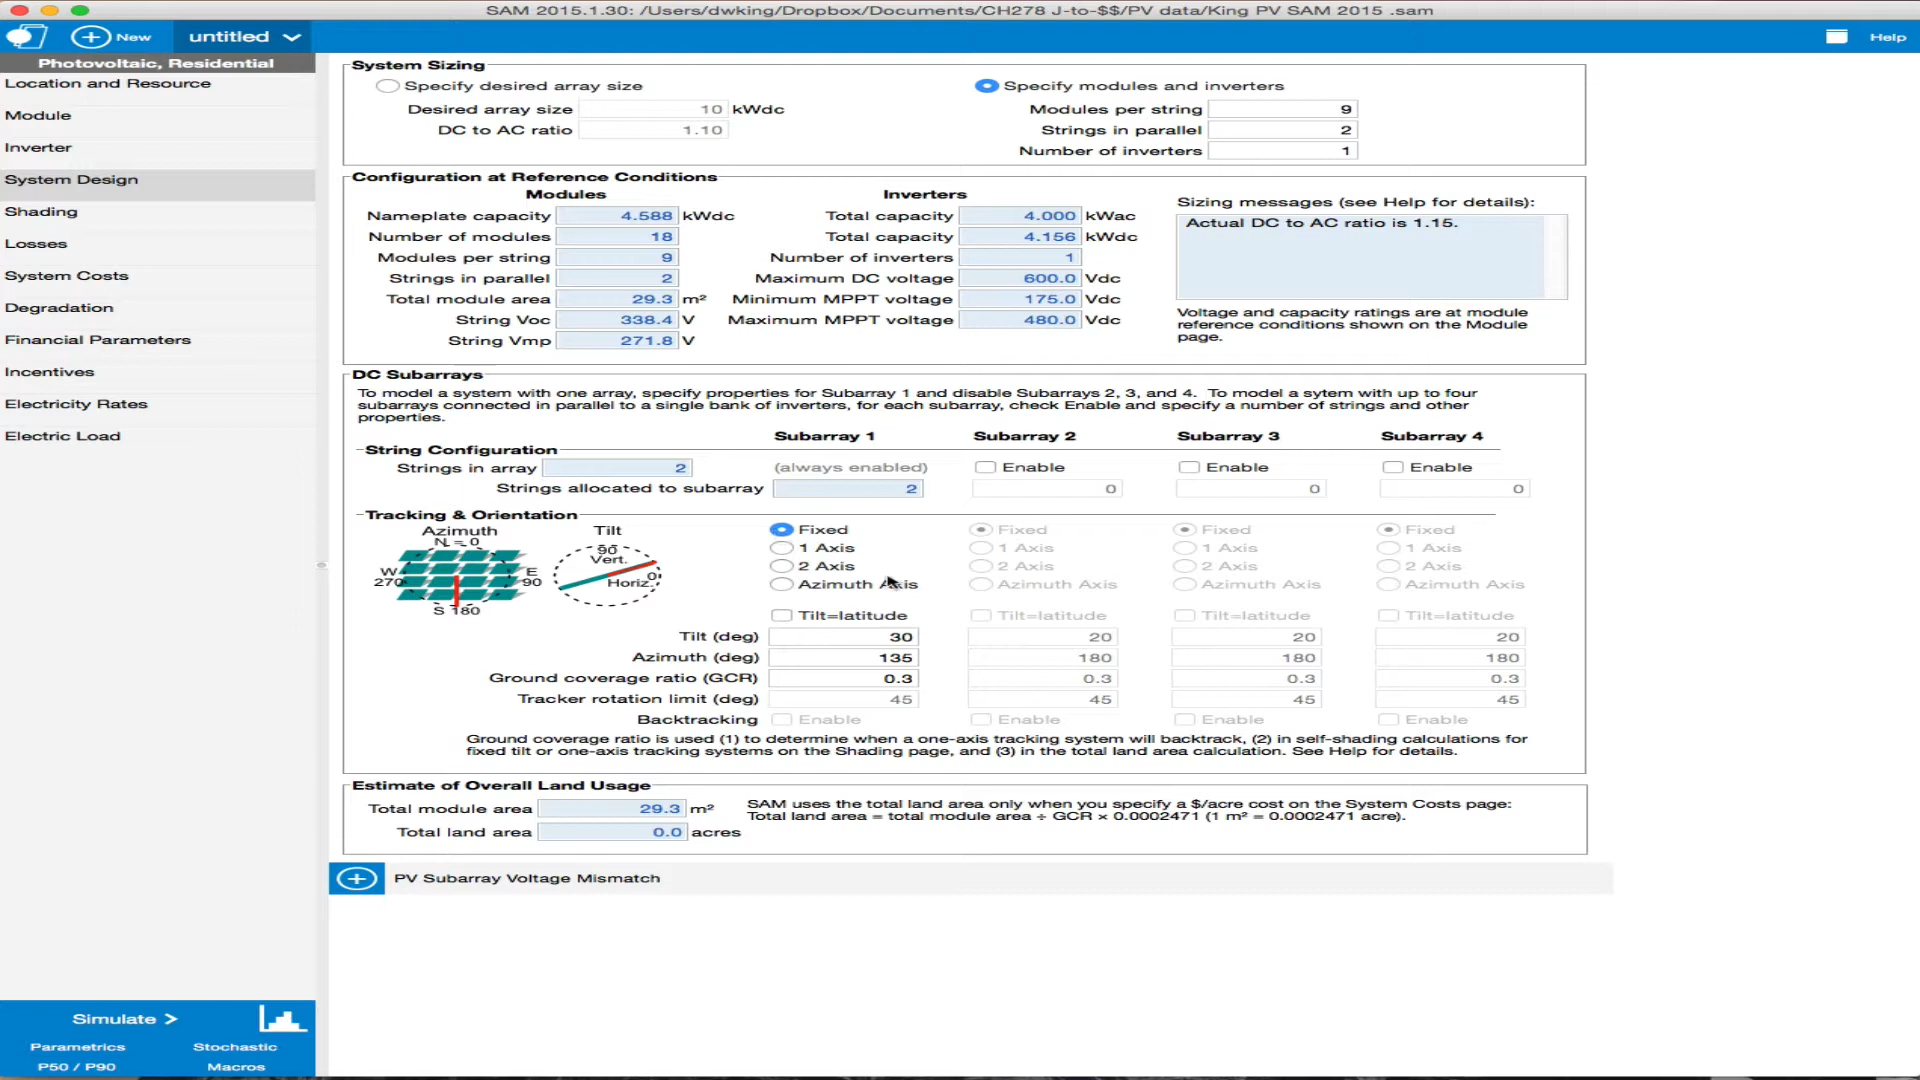 SAM 2015.1.30: /Users/dwking/Dropbox/Documents/CH278 J-to-$$/PV data/King PV SAM 2015 .sam
New untitled Help
Photovoltaic, Residential
Location and Resource
Module
Inverter
System Design
Shading
Losses
System Costs
Degradation
Financial Parameters
Incentives
Electricity Rates
Electric Load
Simulate >
Parametrics Stochastic
P50 / P90 Macros
System Sizing
Specify desired array size Specify modules and inverters
Desired array size 10 kWdc Modules per string 9
DC to AC ratio 1.10 Strings in parallel 2
Number of inverters 1
Configuration at Reference Conditions
Modules Inverters
Nameplate capacity 4.588 kWdc Total capacity 4.000 kWac
Number of modules 18 Total capacity 4.156 kWdc
Modules per string 9 Number of inverters 1
Strings in parallel 2 Maximum DC voltage 600.0 Vdc
Total module area 29.3 m² Minimum MPPT voltage 175.0 Vdc
String Voc 338.4 V Maximum MPPT voltage 480.0 Vdc
String Vmp 271.8 V
Sizing messages (see Help for details):
Actual DC to AC ratio is 1.15.
Voltage and capacity ratings are at module
reference conditions shown on the Module
page.
DC Subarrays
To model a system with one array, specify properties for Subarray 1 and disable Subarrays 2, 3, and 4. To model a sytem with up to four
subarrays connected in parallel to a single bank of inverters, for each subarray, check Enable and specify a number of strings and other
properties.
Subarray 1 Subarray 2 Subarray 3 Subarray 4
String Configuration
Strings in array 2 (always enabled) Enable Enable Enable
Strings allocated to subarray 2 0 0 0
Tracking & Orientation
Azimuth Tilt
N = 0 90
W E Vert.
270 90 0
S 180 Horiz.
Fixed Fixed Fixed Fixed
1 Axis 1 Axis 1 Axis 1 Axis
2 Axis 2 Axis 2 Axis 2 Axis
Azimuth Axis Azimuth Axis Azimuth Axis Azimuth Axis
Tilt=latitude Tilt=latitude Tilt=latitude Tilt=latitude
Tilt (deg) 30 20 20 20
Azimuth (deg) 135 180 180 180
Ground coverage ratio (GCR) 0.3 0.3 0.3 0.3
Tracker rotation limit (deg) 45 45 45 45
Backtracking Enable Enable Enable Enable
Ground coverage ratio is used (1) to determine when a one-axis tracking system will backtrack, (2) in self-shading calculations for
fixed tilt or one-axis tracking systems on the Shading page, and (3) in the total land area calculation. See Help for details.
Estimate of Overall Land Usage
Total module area 29.3 m²
Total land area 0.0 acres
SAM uses the total land area only when you specify a $/acre cost on the System Costs page:
Total land area = total module area ÷ GCR x 0.0002471 (1 m² = 0.0002471 acre).
PV Subarray Voltage Mismatch